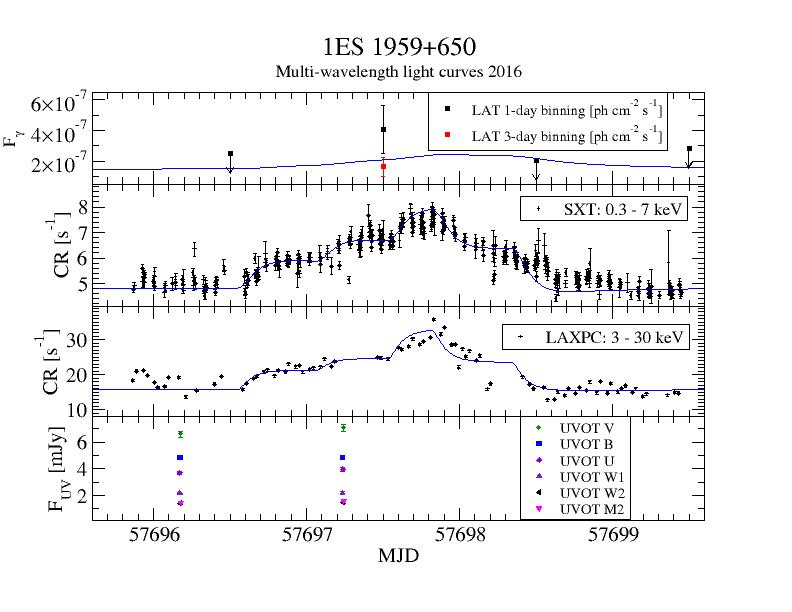 1ES 1959+650
Multi-wavelength light curves 2016
6×10⁻⁷
4×10⁻⁷
2×10⁻⁷
Fγ
LAT 1-day binning [ph cm⁻² s⁻¹]
LAT 3-day binning [ph cm⁻² s⁻¹]
8
7
6
5
CR [s⁻¹]
SXT: 0.3 - 7 keV
30
20
10
CR [s⁻¹]
LAXPC: 3 - 30 keV
6
4
2
F_UV [mJy]
UVOT V
UVOT B
UVOT U
UVOT W1
UVOT W2
UVOT M2
57696 57697 57698 57699
MJD